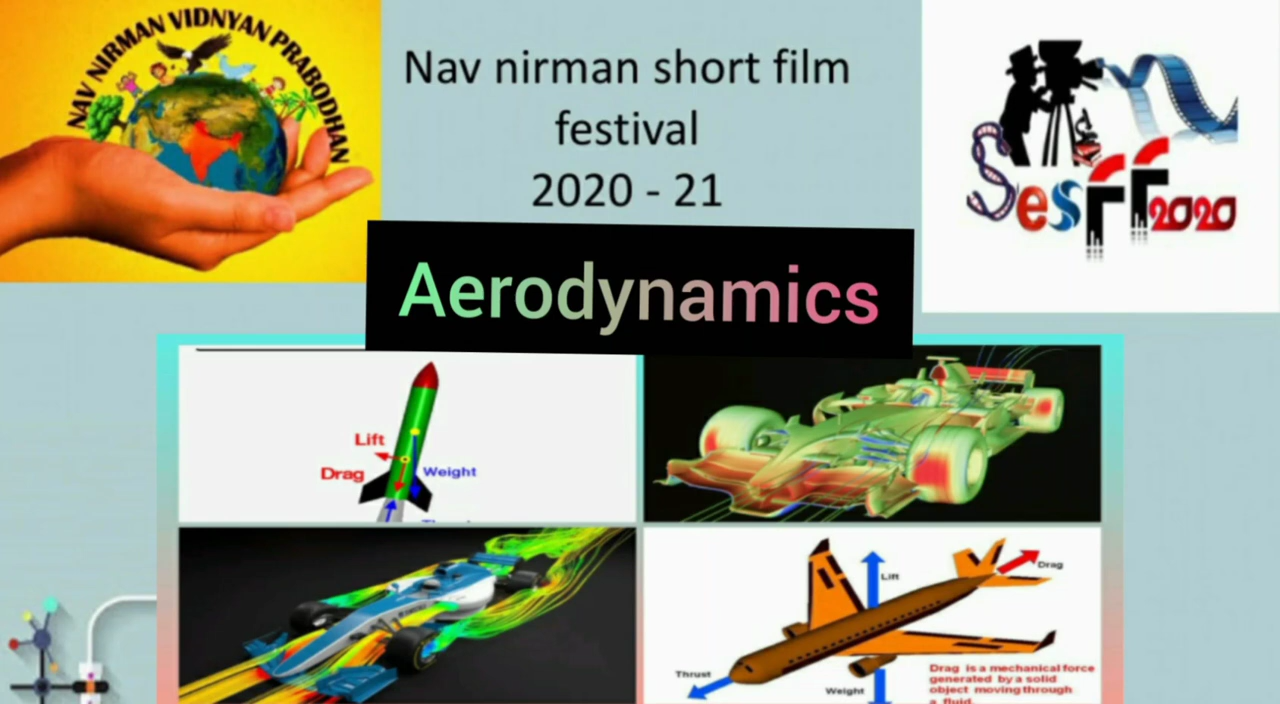 NAV NIRMAN VIDNYAN PRABODHAN
Nav nirman short film
festival
2020 - 21
SesFF2020
Aerodynamics
Lift
Drag
Weight
Lift
Drag
Thrust
Weight
Drag is a mechanical force
generated by a solid
object moving through
a fluid.